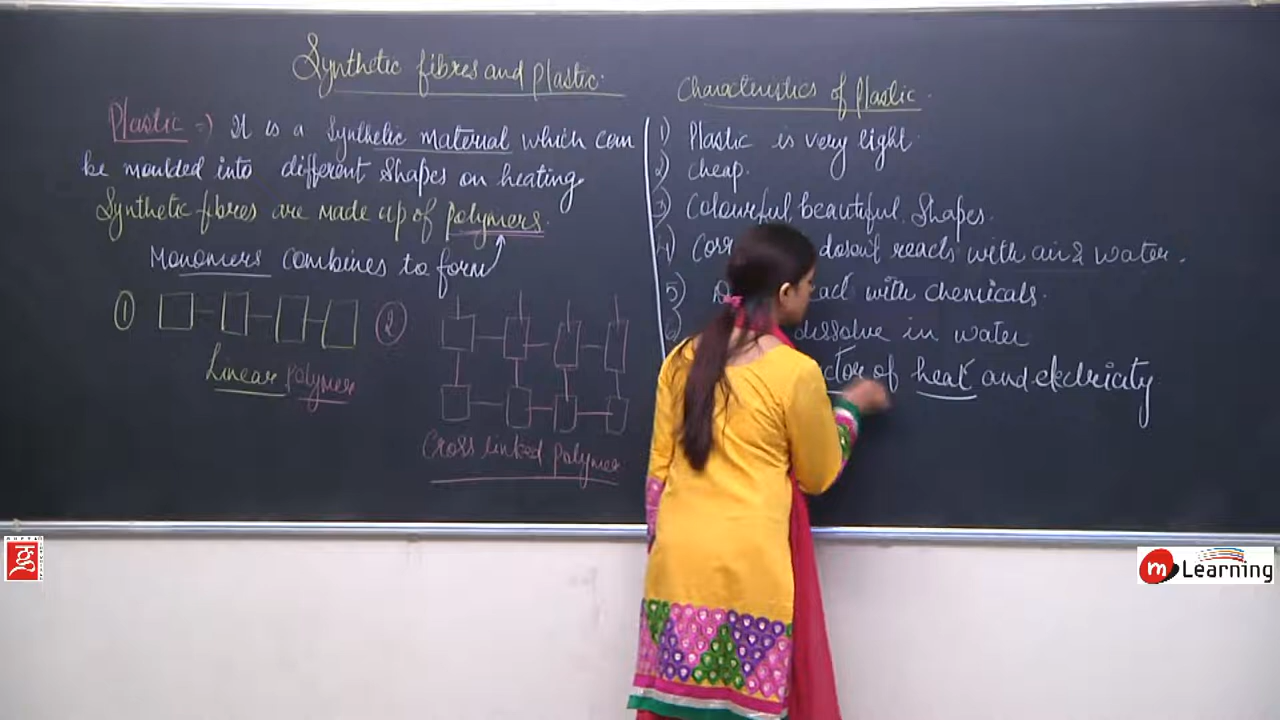 Synthetic fibres and plastic.
Plastic => It is a synthetic material which can
be moulded into different shapes on heating.
Synthetic fibres are made up of polymers.
Monomers combines to form
1
2
Linear polymer
Cross linked polymer
Characteristics of plastic.
1) Plastic is very light.
2) Cheap.
3) Colourful, beautiful, shapes.
4) doesn't reacts with air & water.
5) with chemicals.
6) dissolve in water
of heat and electricity
m Learning